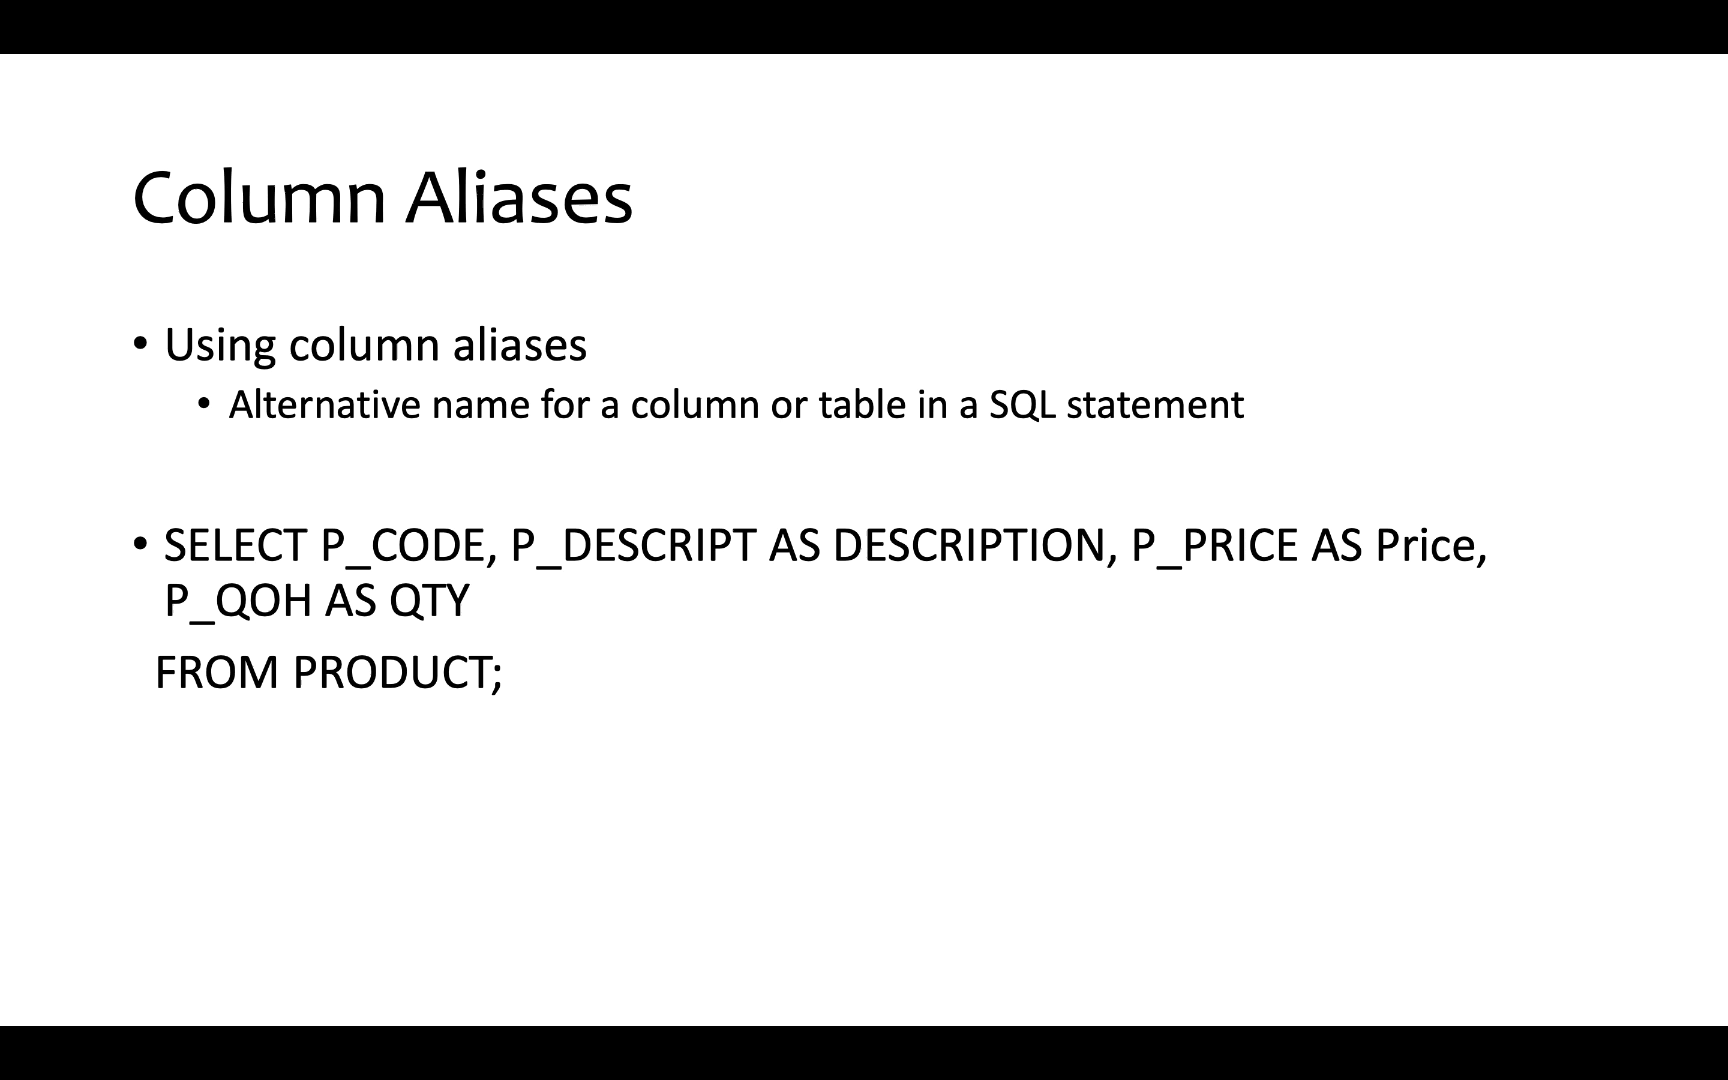 Column Aliases
• Using column aliases
• Alternative name for a column or table in a SQL statement
• SELECT P_CODE, P_DESCRIPT AS DESCRIPTION, P_PRICE AS Price,
P_QOH AS QTY
FROM PRODUCT;